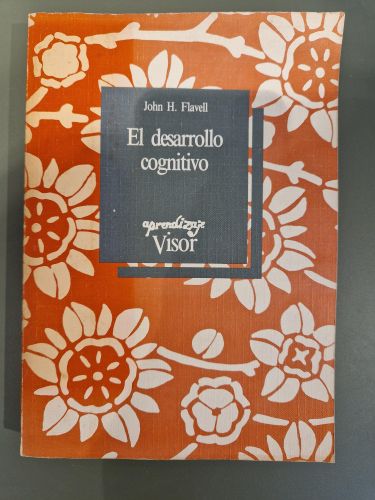 John H. Flavell
El desarrollo
cognitivo
aprendizaje
Visor